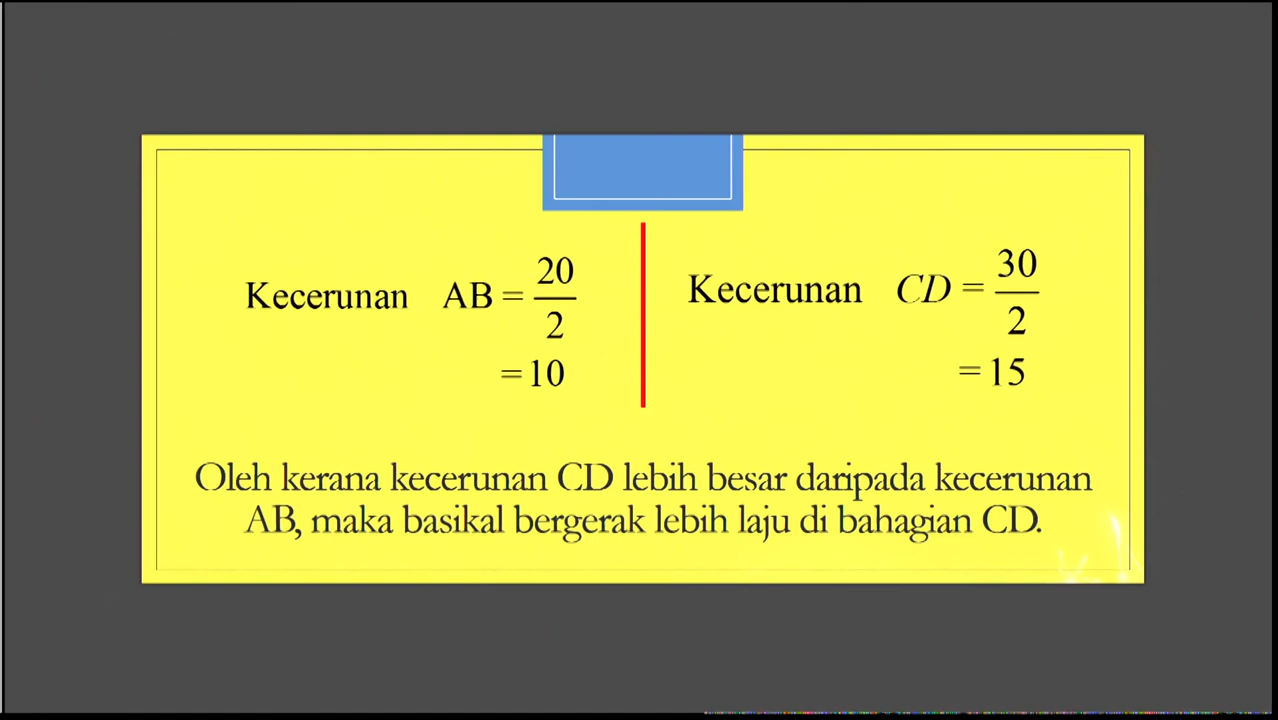 Kecerunan AB = 20/2
= 10
Kecerunan CD = 30/2
= 15
Oleh kerana kecerunan CD lebih besar daripada kecerunan
AB, maka basikal bergerak lebih laju di bahagian CD.